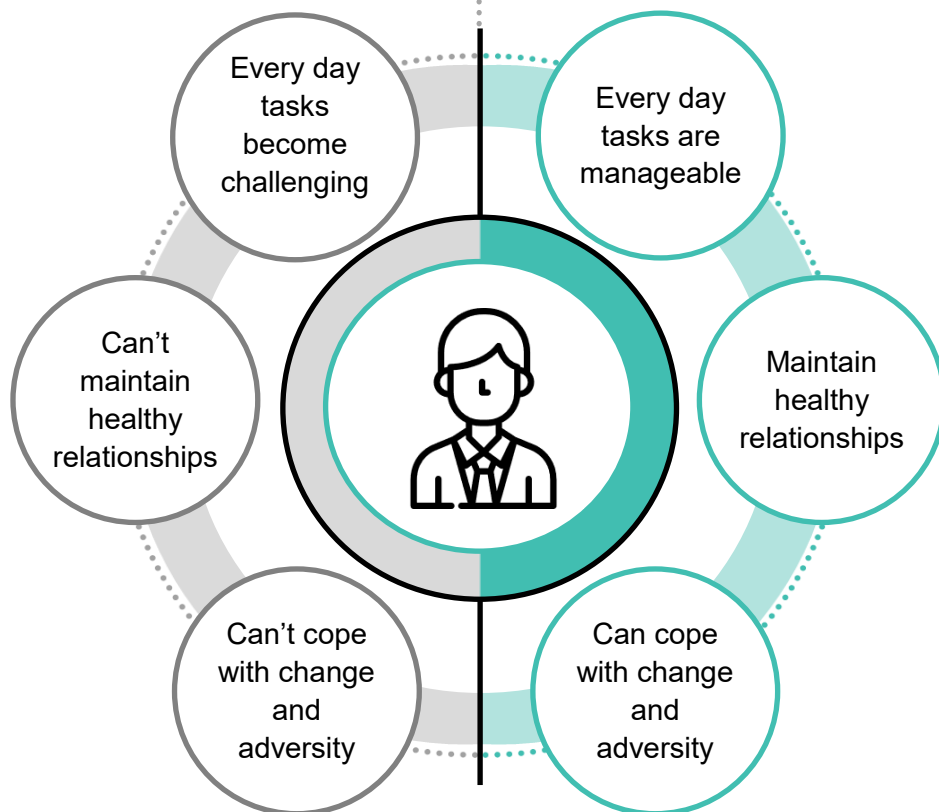 Every day
tasks
become
challenging
Every day
tasks are
manageable
Can’t
maintain
healthy
relationships
Maintain
healthy
relationships
Can’t cope
with change
and
adversity
Can cope
with change
and
adversity